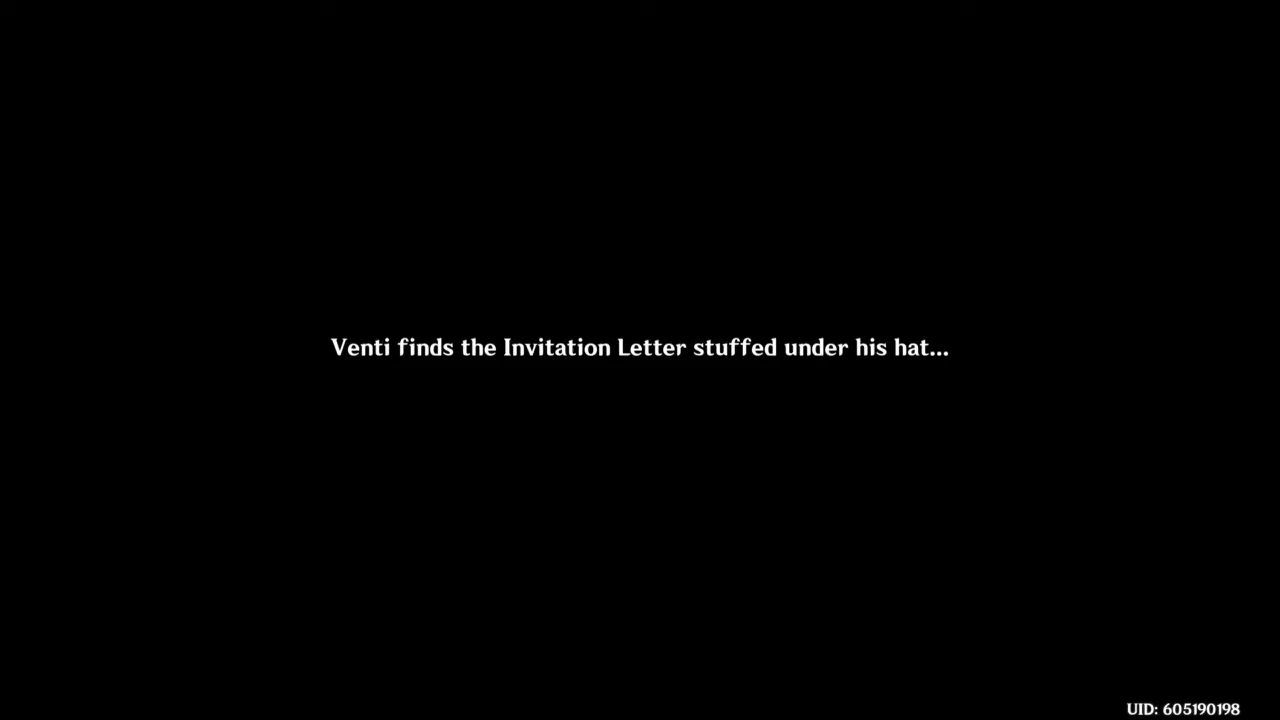 Venti finds the Invitation Letter stuffed under his hat...
UID: 605190198